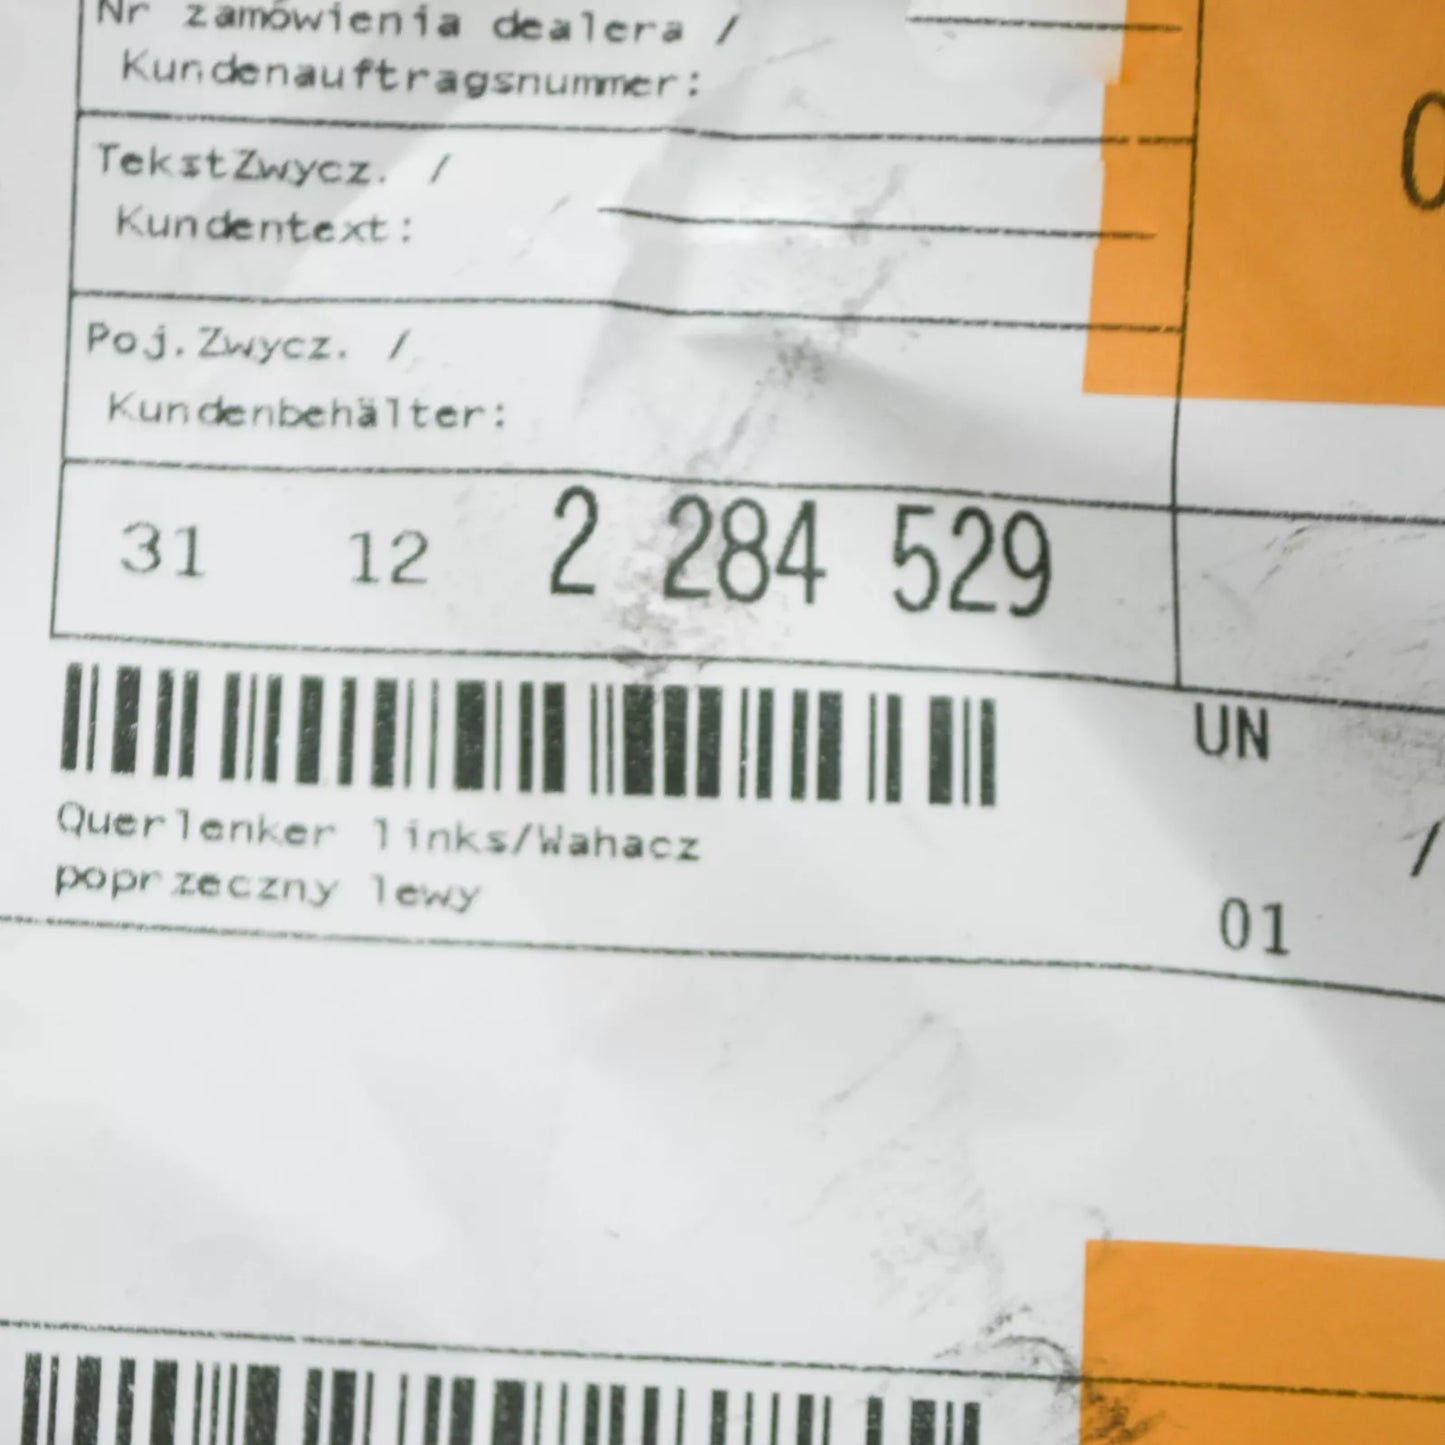 Nr zamówienia dealera /
Kundenauftragsnummer:
TekstZwycz. /
Kundentext:
Poj.Zwycz. /
Kundenbehälter:
31 12 2 284 529
UN
Querlenker links/Wahacz
poprzeczny lewy
/
01